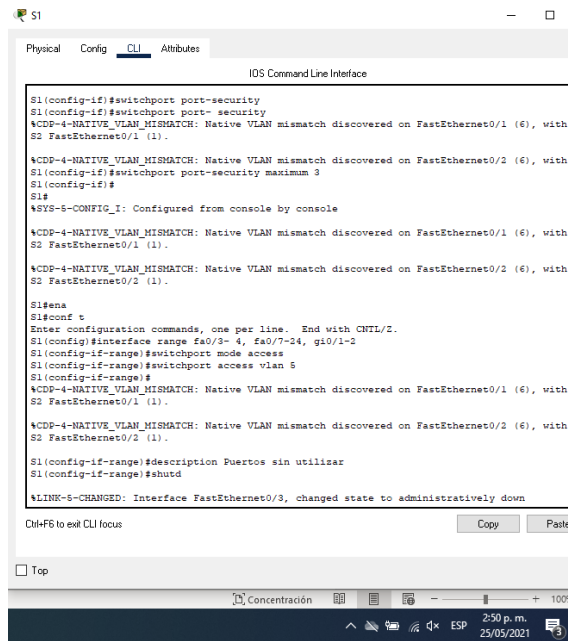 S1
Physical Config CLI Attributes
IOS Command Line Interface
S1(config-if)#switchport port-security
S1(config-if)#switchport port- security
%CDP-4-NATIVE_VLAN_MISMATCH: Native VLAN mismatch discovered on FastEthernet0/1 (6), with
S2 FastEthernet0/1 (1).
%CDP-4-NATIVE_VLAN_MISMATCH: Native VLAN mismatch discovered on FastEthernet0/2 (6), with
S1(config-if)#switchport port-security maximum 3
S1(config-if)#
S1#
%SYS-5-CONFIG_I: Configured from console by console
%CDP-4-NATIVE_VLAN_MISMATCH: Native VLAN mismatch discovered on FastEthernet0/1 (6), with
S2 FastEthernet0/1 (1).
%CDP-4-NATIVE_VLAN_MISMATCH: Native VLAN mismatch discovered on FastEthernet0/2 (6), with
S2 FastEthernet0/2 (1).
S1#ena
S1#conf t
Enter configuration commands, one per line. End with CNTL/Z.
S1(config)#interface range fa0/3- 4, fa0/7-24, gi0/1-2
S1(config-if-range)#switchport mode access
S1(config-if-range)#switchport access vlan 5
S1(config-if-range)#
%CDP-4-NATIVE_VLAN_MISMATCH: Native VLAN mismatch discovered on FastEthernet0/1 (6), with
S2 FastEthernet0/1 (1).
%CDP-4-NATIVE_VLAN_MISMATCH: Native VLAN mismatch discovered on FastEthernet0/2 (6), with
S2 FastEthernet0/2 (1).
S1(config-if-range)#description Puertos sin utilizar
S1(config-if-range)#shutd
%LINK-5-CHANGED: Interface FastEthernet0/3, changed state to administratively down
Ctrl+F6 to exit CLI focus
Copy Paste
Top
Concentración - + 100%
ESP 2:50 p. m.
25/05/2021 3